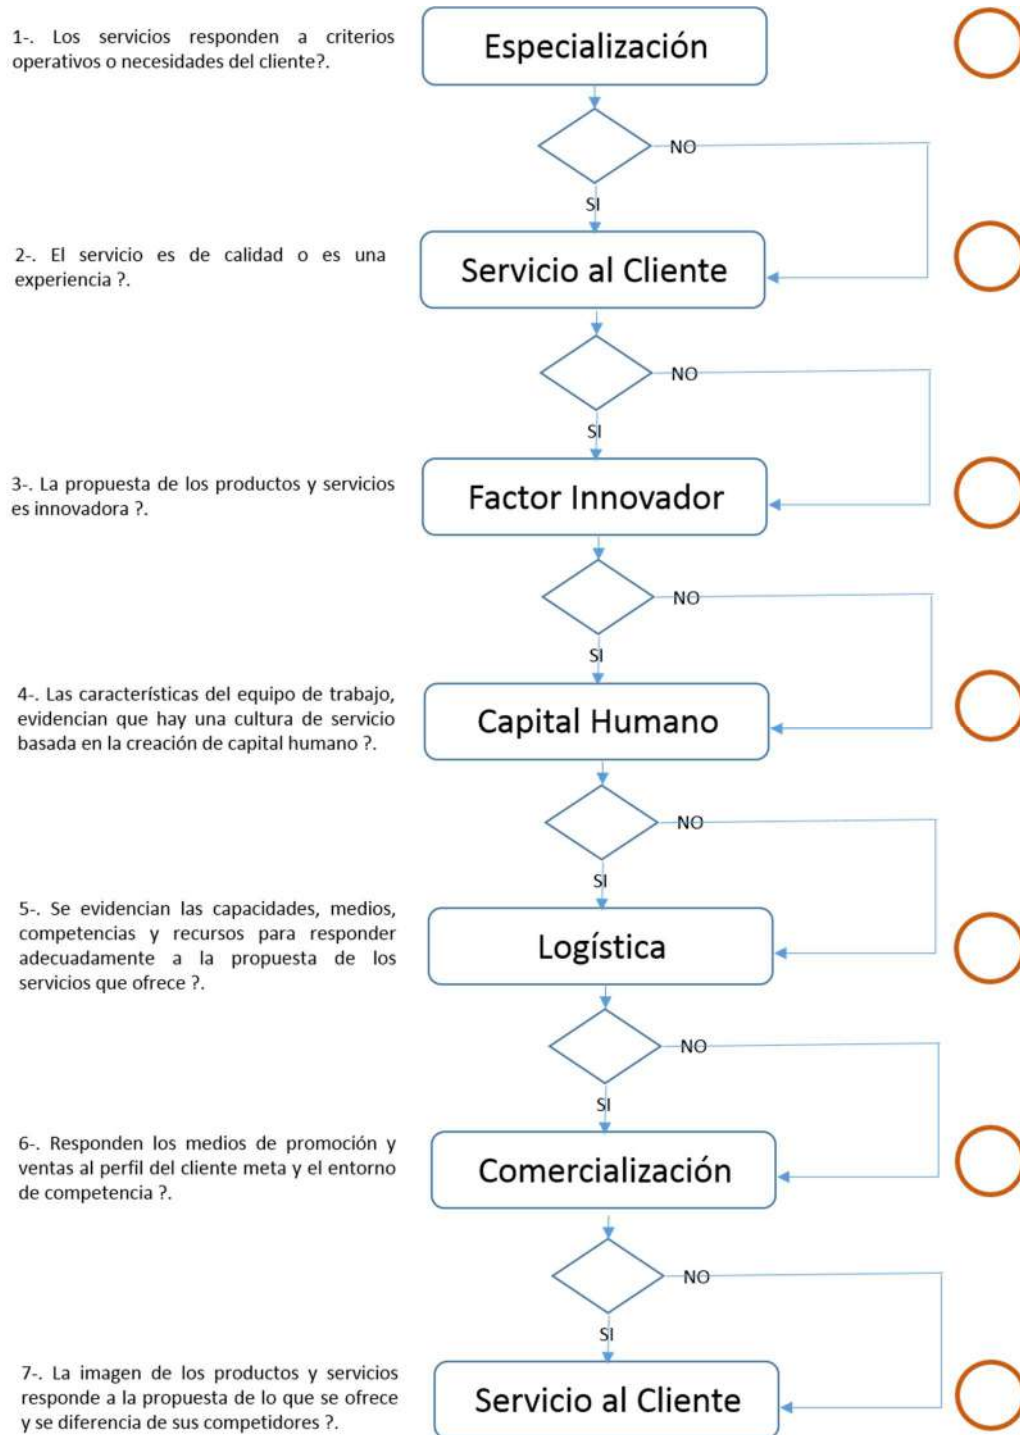 1-. Los servicios responden a criterios
operativos o necesidades del cliente?.
Especialización
NO
SI
2-. El servicio es de calidad o es una
experiencia ?.
Servicio al Cliente
NO
SI
3-. La propuesta de los productos y servicios
es innovadora ?.
Factor Innovador
NO
SI
4-. Las características del equipo de trabajo,
evidencian que hay una cultura de servicio
basada en la creación de capital humano ?.
Capital Humano
NO
SI
5-. Se evidencian las capacidades, medios,
competencias y recursos para responder
adecuadamente a la propuesta de los
servicios que ofrece ?.
Logística
NO
SI
6-. Responden los medios de promoción y
ventas al perfil del cliente meta y el entorno
de competencia ?.
Comercialización
NO
SI
7-. La imagen de los productos y servicios
responde a la propuesta de lo que se ofrece
y se diferencia de sus competidores ?.
Servicio al Cliente